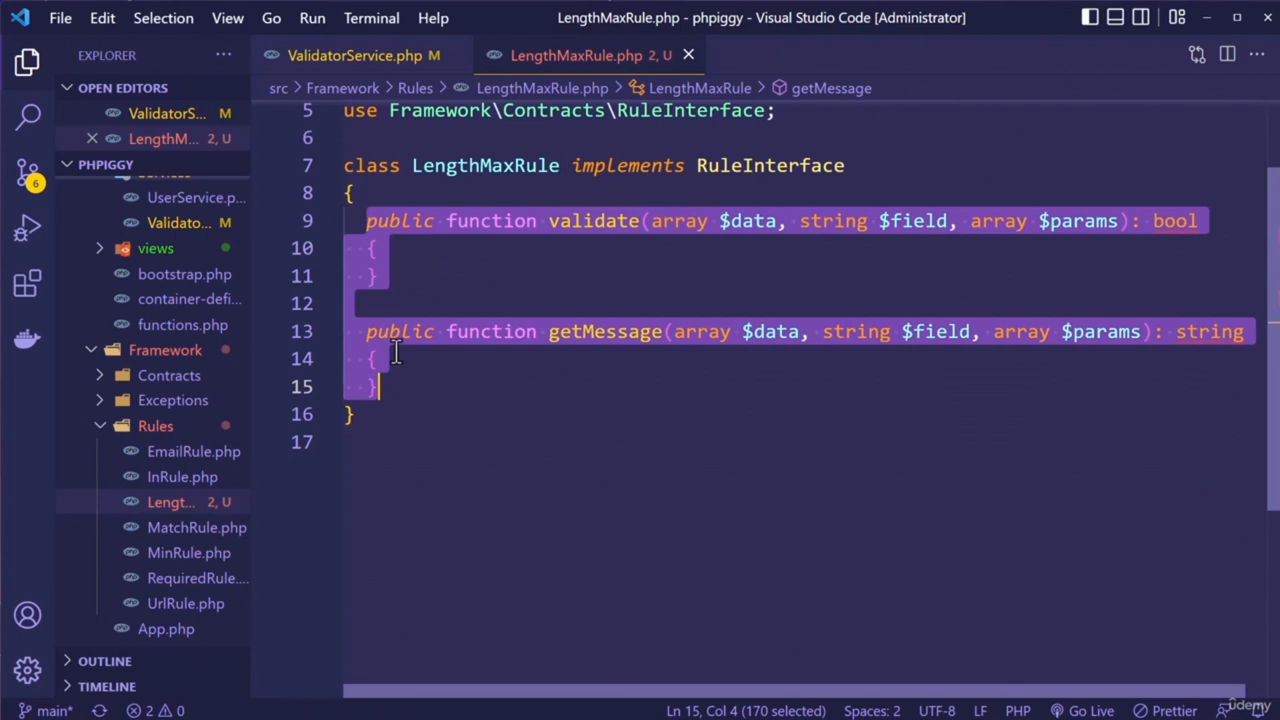 File Edit Selection View Go Run Terminal Help
LengthMaxRule.php - phpiggy - Visual Studio Code [Administrator]
EXPLORER ...
ValidatorService.php M
LengthMaxRule.php 2, U
OPEN EDITORS
ValidatorS... M
LengthM... 2, U
PHPIGGY
UserService.p...
Validato... M
views
bootstrap.php
container-defi...
functions.php
Framework
Contracts
Exceptions
Rules
EmailRule.php
InRule.php
Lengt... 2, U
MatchRule.php
MinRule.php
RequiredRule....
UrlRule.php
App.php
OUTLINE
TIMELINE
6
src > Framework > Rules > LengthMaxRule.php > LengthMaxRule > getMessage
5 use Framework\Contracts\RuleInterface;
6
7 class LengthMaxRule implements RuleInterface
8 {
9 public function validate(array $data, string $field, array $params): bool
10 {
11 }
12
13 public function getMessage(array $data, string $field, array $params): string
14 {
15 }
16 }
17
main* 2 0 Ln 15, Col 4 (170 selected) Spaces: 2 UTF-8 LF PHP Go Live Prettier
udemy